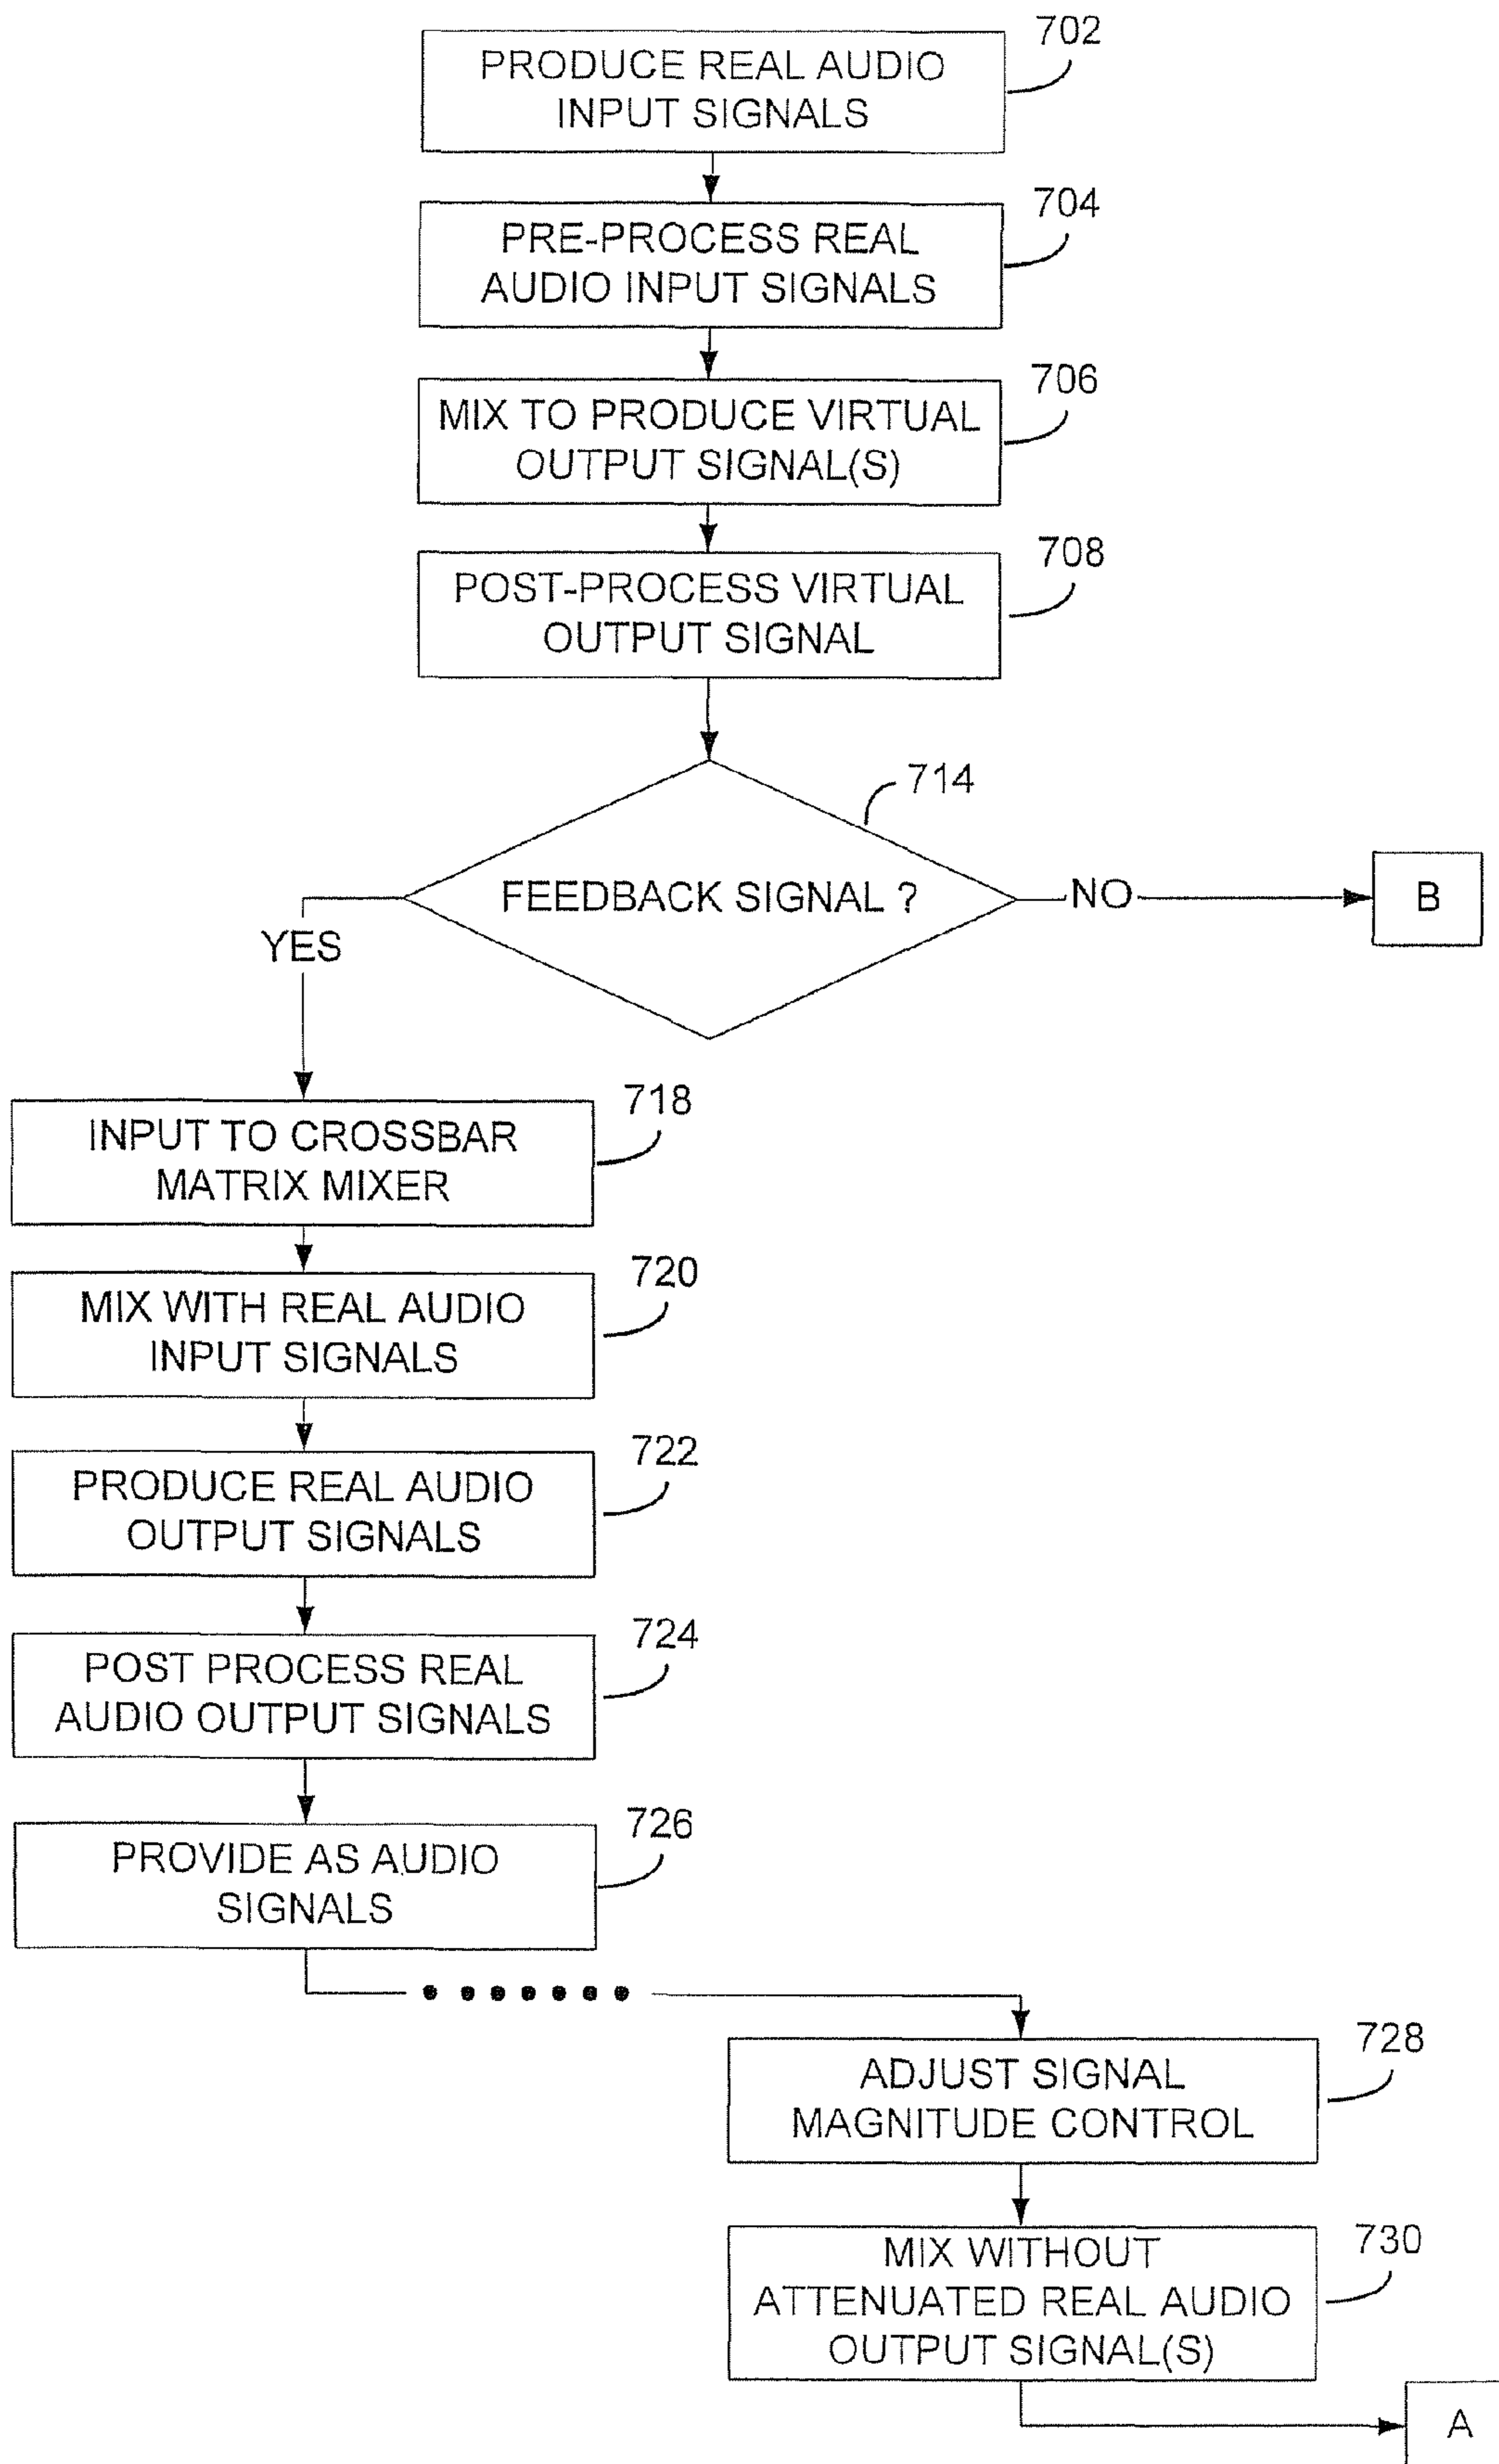 702
PRODUCE REAL AUDIO
INPUT SIGNALS
704
PRE-PROCESS REAL
AUDIO INPUT SIGNALS
706
MIX TO PRODUCE VIRTUAL
OUTPUT SIGNAL(S)
708
POST-PROCESS VIRTUAL
OUTPUT SIGNAL
714
FEEDBACK SIGNAL ?
NO
B
YES
718
INPUT TO CROSSBAR
MATRIX MIXER
720
MIX WITH REAL AUDIO
INPUT SIGNALS
722
PRODUCE REAL AUDIO
OUTPUT SIGNALS
724
POST PROCESS REAL
AUDIO OUTPUT SIGNALS
726
PROVIDE AS AUDIO
SIGNALS
728
ADJUST SIGNAL
MAGNITUDE CONTROL
730
MIX WITHOUT
ATTENUATED REAL AUDIO
OUTPUT SIGNAL(S)
A